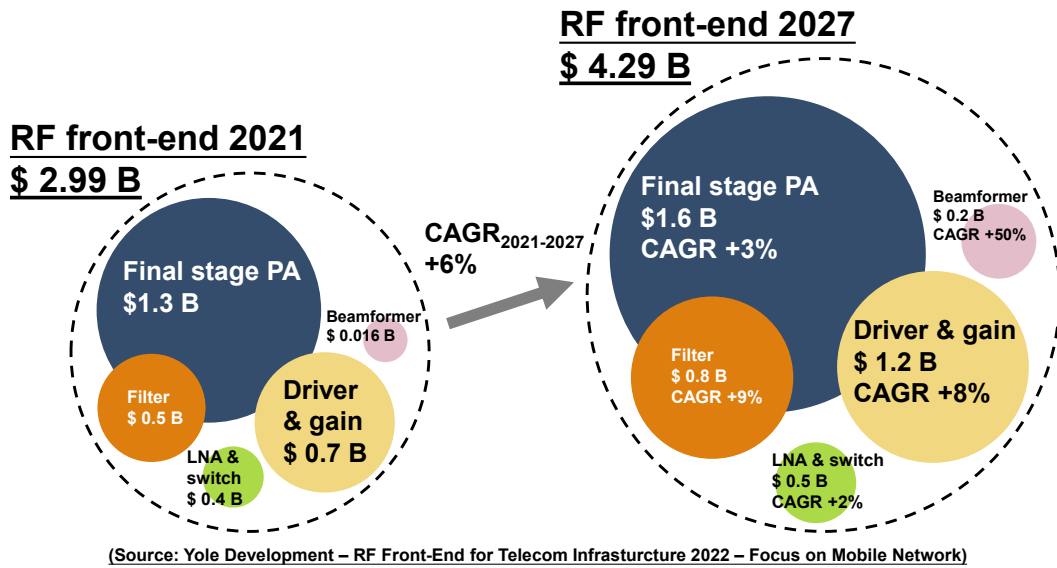 RF front-end 2021
$ 2.99 B
Final stage PA
$1.3 B
Beamformer
$ 0.016 B
Filter
$ 0.5 B
Driver
& gain
$ 0.7 B
LNA &
switch
$ 0.4 B
CAGR2021-2027
+6%
RF front-end 2027
$ 4.29 B
Final stage PA
$1.6 B
CAGR +3%
Beamformer
$ 0.2 B
CAGR +50%
Filter
$ 0.8 B
CAGR +9%
Driver & gain
$ 1.2 B
CAGR +8%
LNA & switch
$ 0.5 B
CAGR +2%
(Source: Yole Development – RF Front-End for Telecom Infrasturcture 2022 – Focus on Mobile Network)